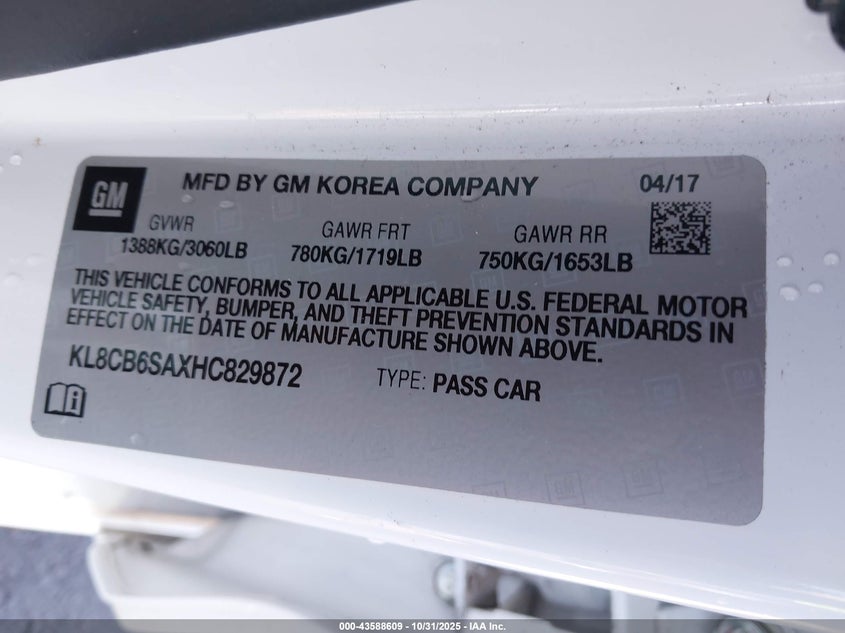 GM
MFD BY GM KOREA COMPANY
04/17
GVWR
1388KG/3060LB
GAWR FRT
780KG/1719LB
GAWR RR
750KG/1653LB
THIS VEHICLE CONFORMS TO ALL APPLICABLE U.S. FEDERAL MOTOR
VEHICLE SAFETY, BUMPER, AND THEFT PREVENTION STANDARDS IN
EFFECT ON THE DATE OF MANUFACTURE SHOWN ABOVE.
KL8CB6SAXHC829872
TYPE: PASS CAR
000-43588609 - 10/31/2025 - IAA Inc.